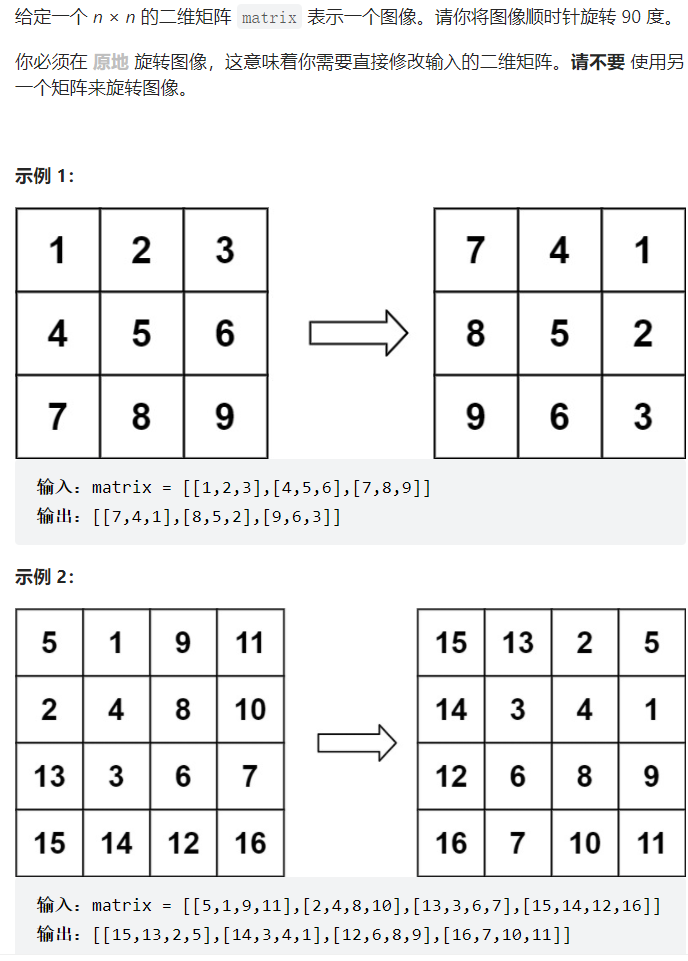 给定一个 n × n 的二维矩阵 matrix 表示一个图像。请你将图像顺时针旋转 90 度。
你必须在 原地 旋转图像，这意味着你需要直接修改输入的二维矩阵。请不要 使用另
一个矩阵来旋转图像。
示例 1：
1 2 3 7 4 1
4 5 6 8 5 2
7 8 9 9 6 3
输入：matrix = [[1,2,3],[4,5,6],[7,8,9]]
输出：[[7,4,1],[8,5,2],[9,6,3]]
示例 2：
5 1 9 11 15 13 2 5
2 4 8 10 14 3 4 1
13 3 6 7 12 6 8 9
15 14 12 16 16 7 10 11
输入：matrix = [[5,1,9,11],[2,4,8,10],[13,3,6,7],[15,14,12,16]]
输出：[[15,13,2,5],[14,3,4,1],[12,6,8,9],[16,7,10,11]]